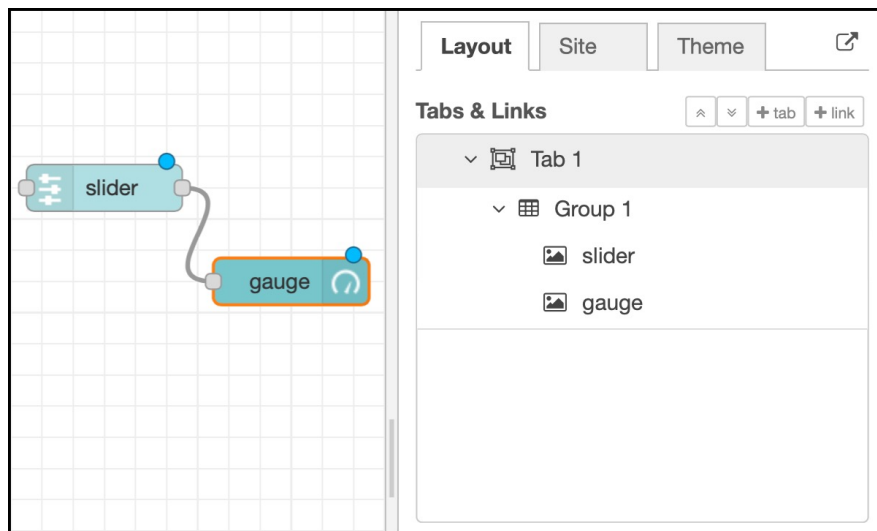 slider
gauge
Layout
Site
Theme
Tabs & Links
tab
link
Tab 1
Group 1
slider
gauge